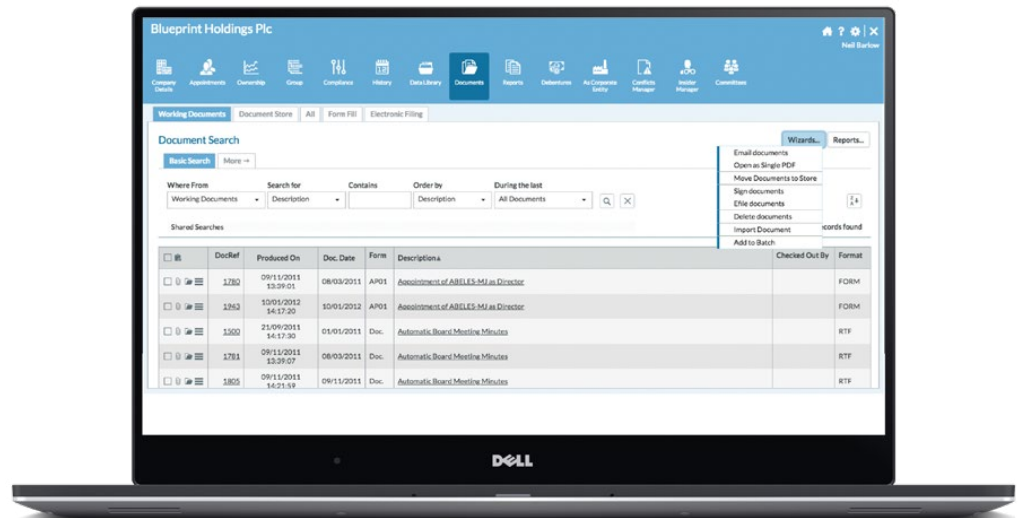 Blueprint Holdings Plc
Neil Barlow
Company Details
Appointments
Ownership
Group
Compliance
History
Data Library
Documents
Reports
Debentures
As Corporate Entity
Conflicts Manager
Insider Manager
Committees
Working Documents Document Store All Form Fill Electronic Filing
Document Search
Wizards... Reports...
Basic Search More →
Email documents
Open as Single PDF
Move Documents to Store
Sign documents
Efile documents
Delete documents
Import Document
Add to Batch
Where From Search for Contains Order by During the last
Working Documents Description Description All Documents
Shared Searches
records found
DocRef Produced On Doc. Date Form Description Checked Out By Format
1780 09/11/2011 13:39:01 08/03/2011 AP01 Appointment of ABELES-MJ as Director FORM
1943 10/01/2012 14:17:20 10/01/2012 AP01 Appointment of ABELES-MJ as Director FORM
1500 21/09/2011 14:17:30 01/01/2011 Doc. Automatic Board Meeting Minutes RTF
1781 09/11/2011 13:39:07 08/03/2011 Doc. Automatic Board Meeting Minutes RTF
1805 09/11/2011 14:21:59 09/11/2011 Doc. Automatic Board Meeting Minutes RTF
DELL